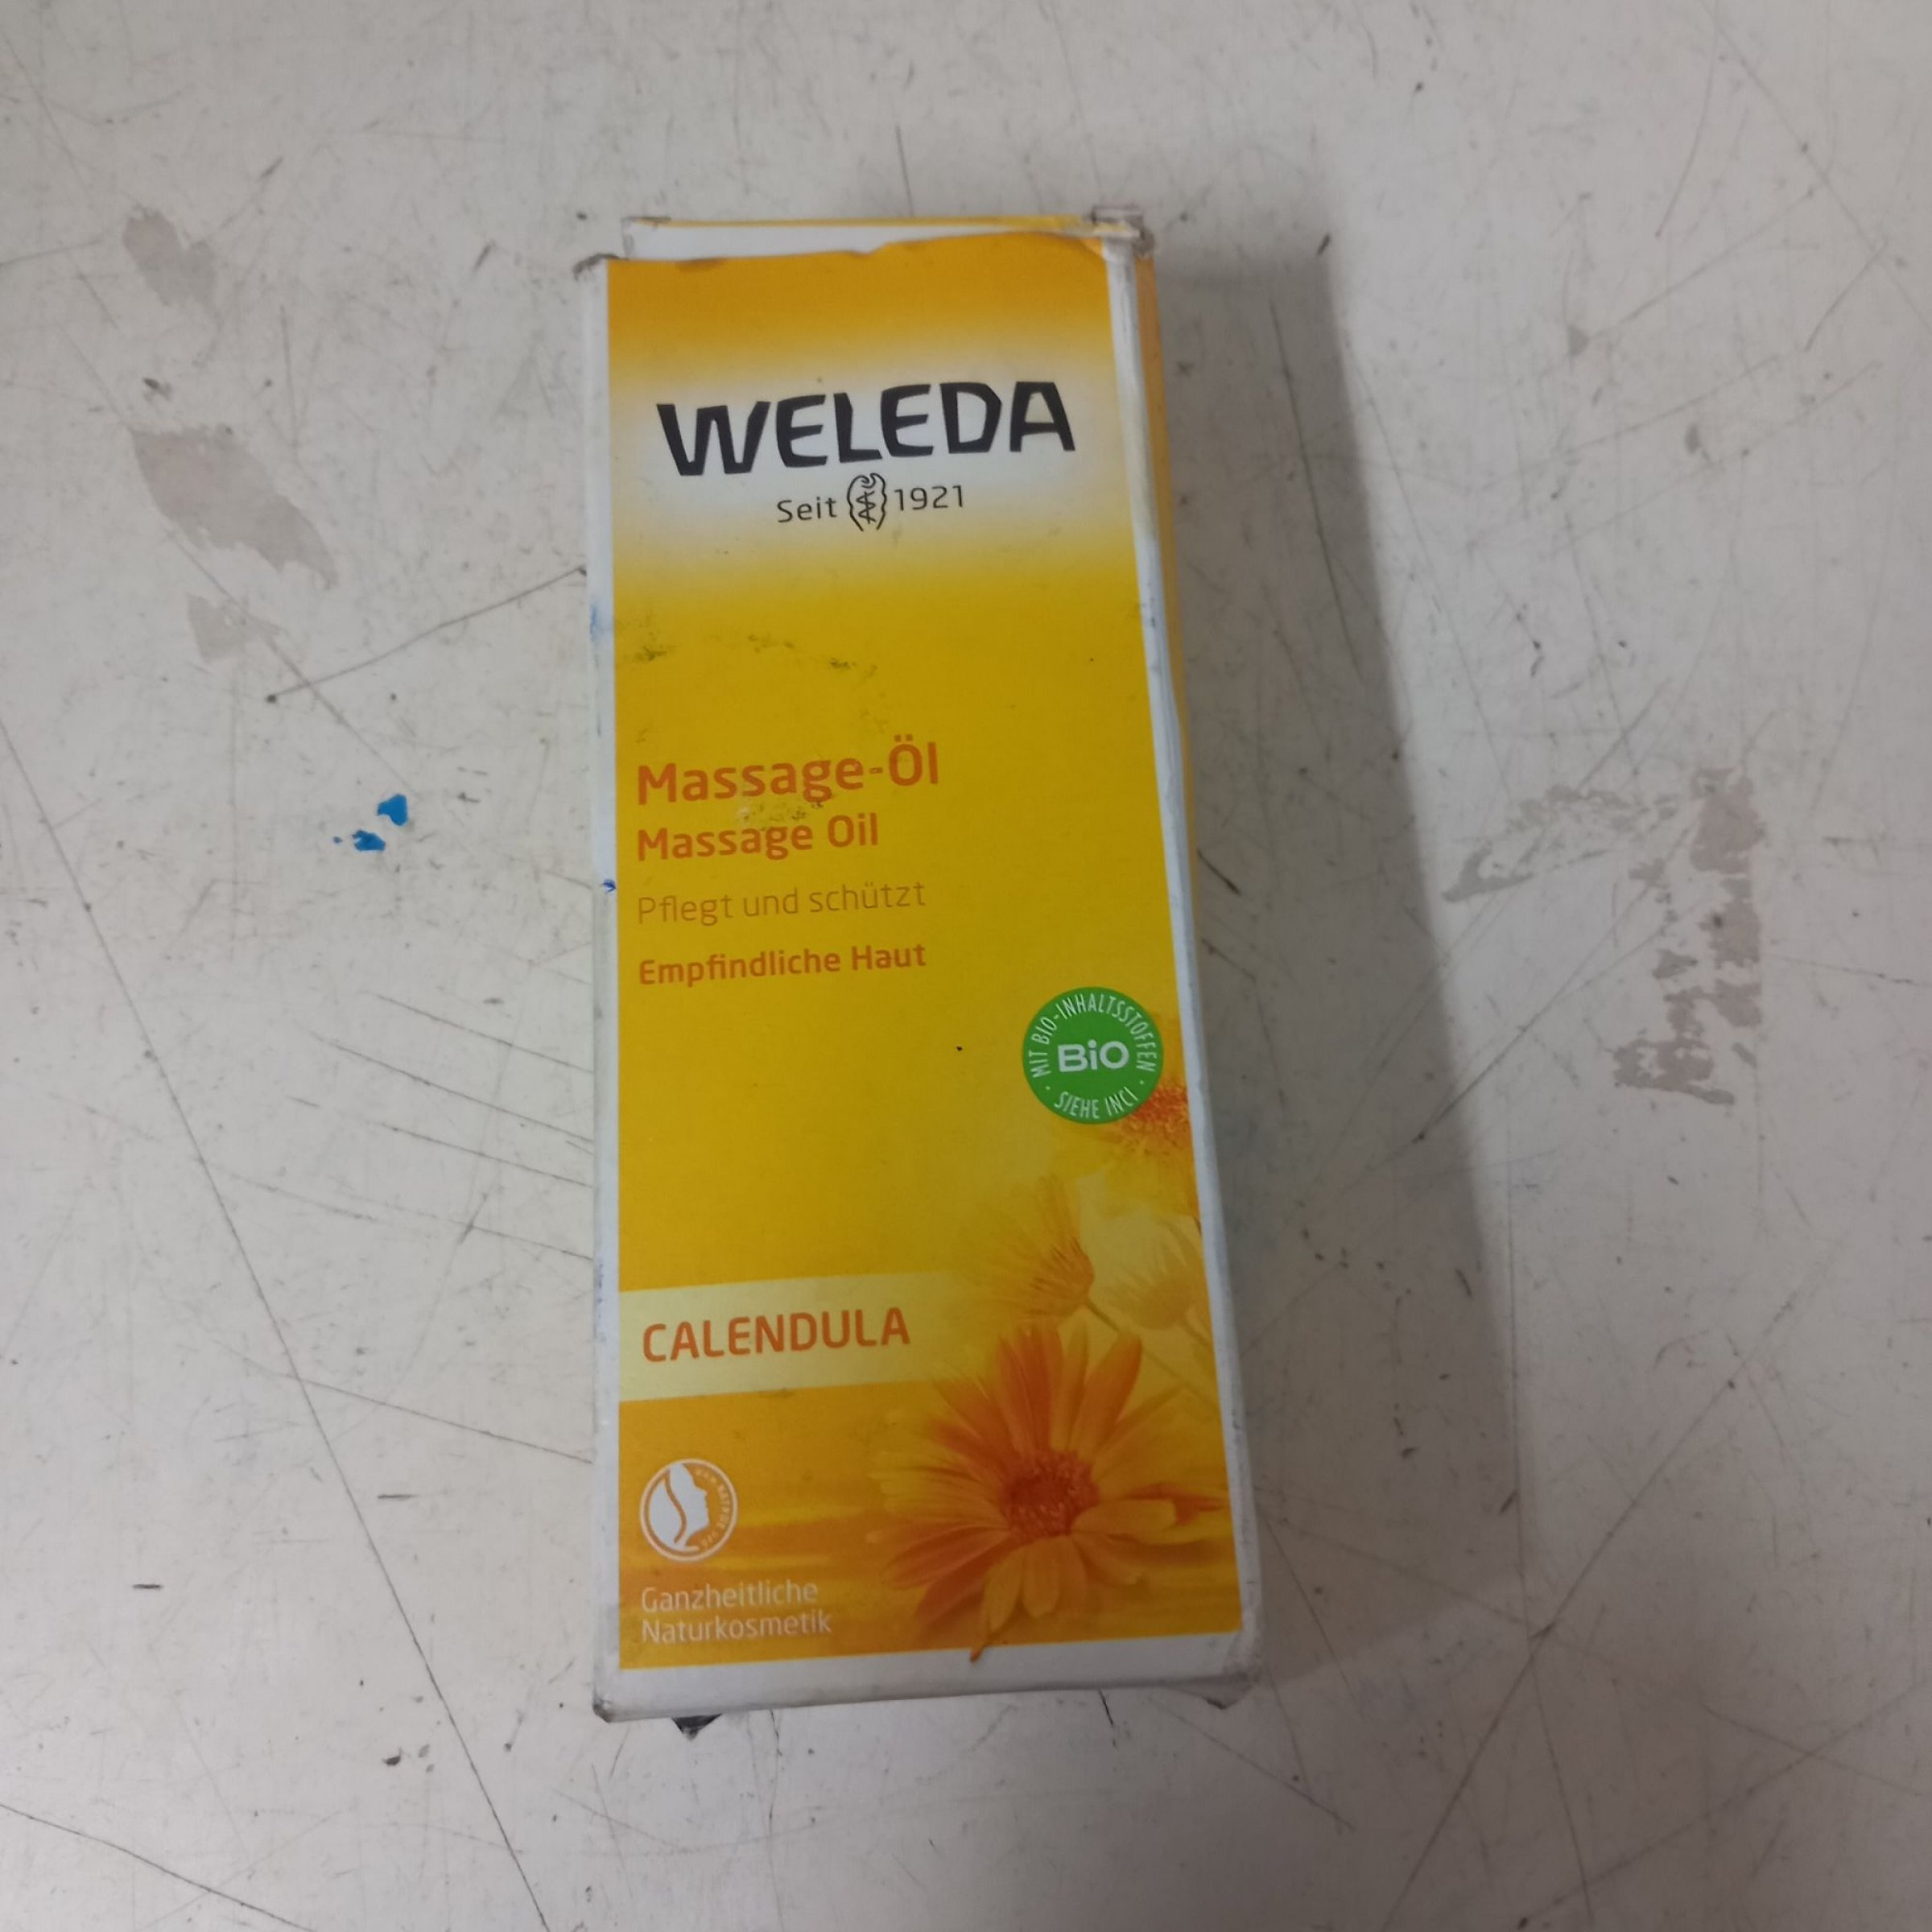 WELEDA
Seit 1921
Massage-Öl
Massage Oil
Pflegt und schützt
Empfindliche Haut
MIT BIO-INHALTSSTOFFEN
BiO
SIEHE INCI
CALENDULA
Ganzheitliche
Naturkosmetik